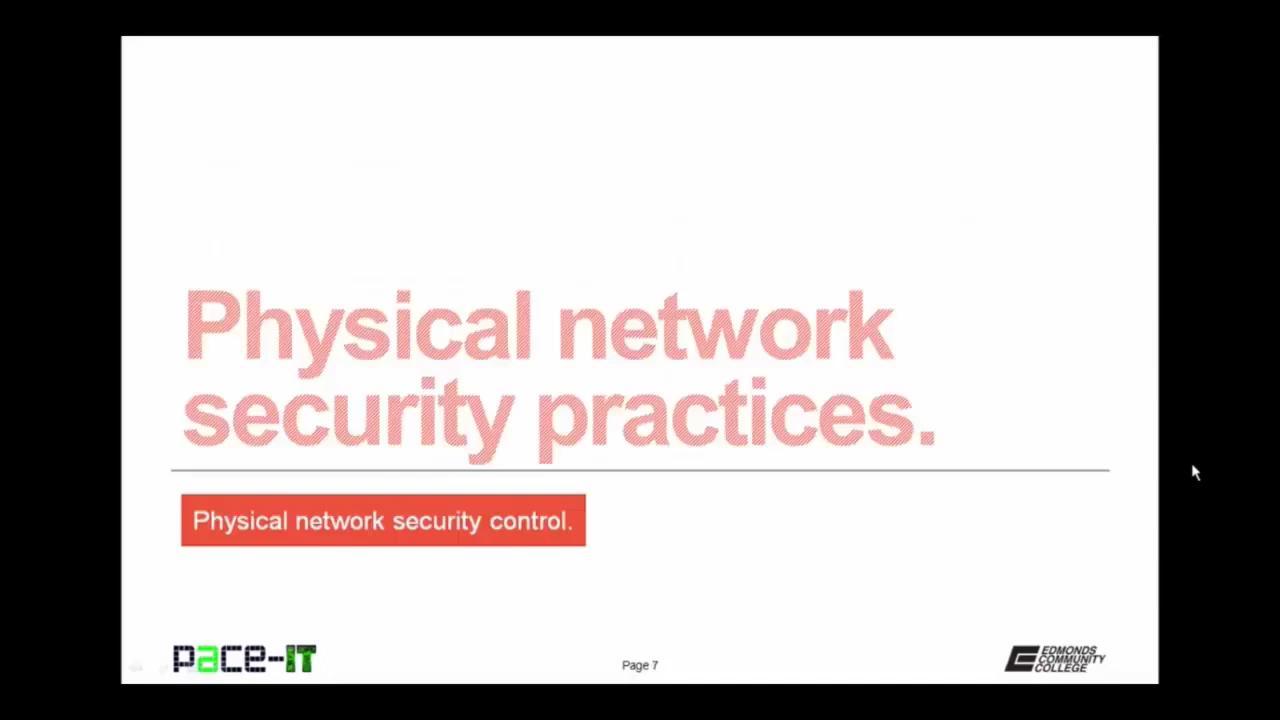 Physical network
security practices.
Physical network security control.
pace-IT
Page 7
EDMONDS
COMMUNITY
COLLEGE